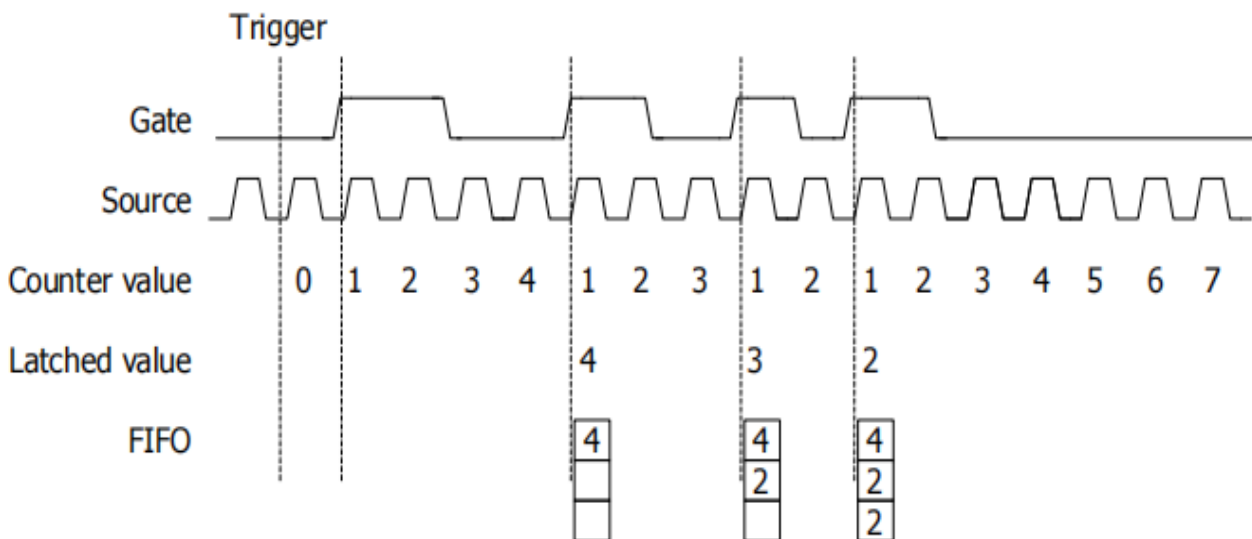 Trigger
Gate
Source
Counter value 0 1 2 3 4 1 2 3 1 2 1 2 3 4 5 6 7
Latched value 4 3 2
FIFO 4 4 4
2 2
2